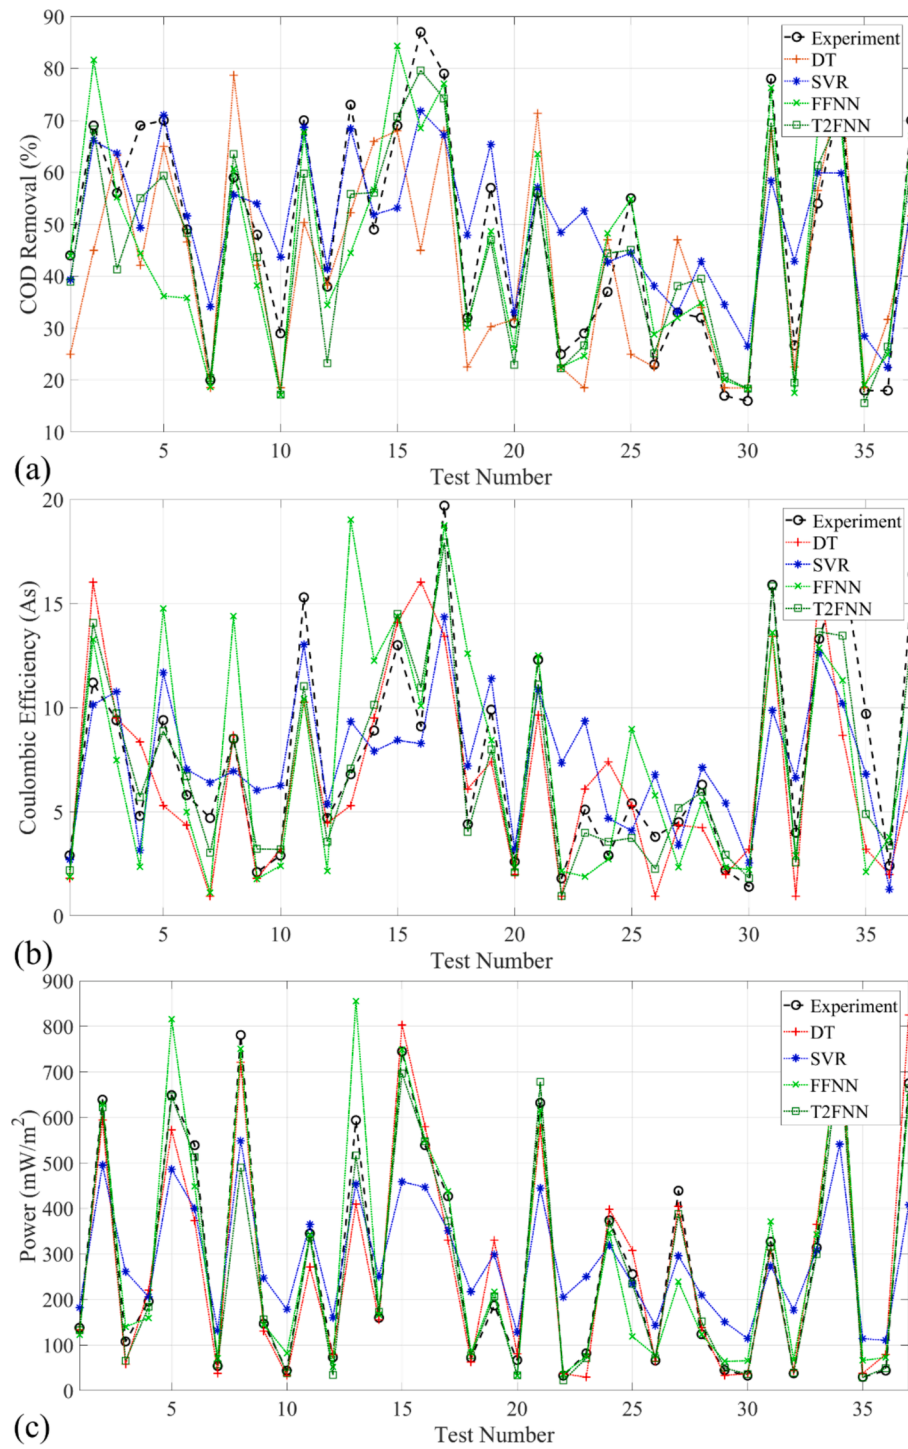 90
80
70
60
50
40
30
20
10
COD Removal (%)
Experiment
DT
SVR
FFNN
T2FNN
5 10 15 20 25 30 35
Test Number
(a)
20
15
10
5
0
Coulombic Efficiency (As)
Experiment
DT
SVR
FFNN
T2FNN
5 10 15 20 25 30 35
Test Number
(b)
900
800
700
600
500
400
300
200
100
0
Power (mW/m²)
Experiment
DT
SVR
FFNN
T2FNN
5 10 15 20 25 30 35
Test Number
(c)